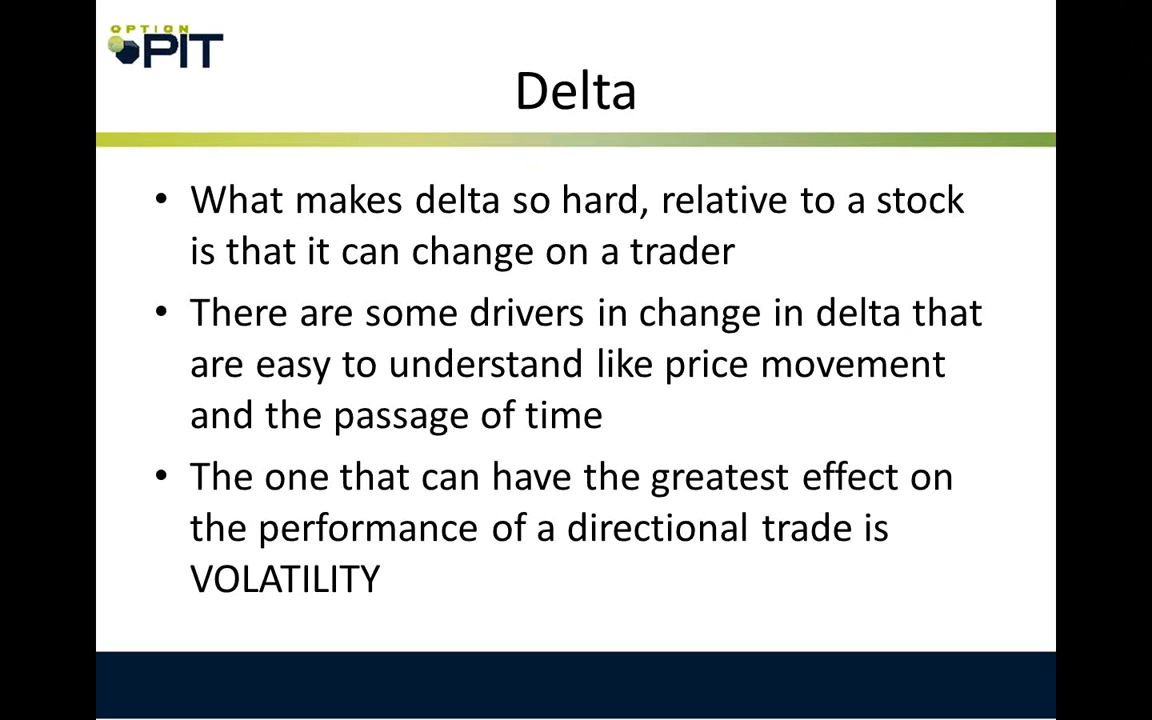 OPTION
PIT
Delta
• What makes delta so hard, relative to a stock
is that it can change on a trader
• There are some drivers in change in delta that
are easy to understand like price movement
and the passage of time
• The one that can have the greatest effect on
the performance of a directional trade is
VOLATILITY